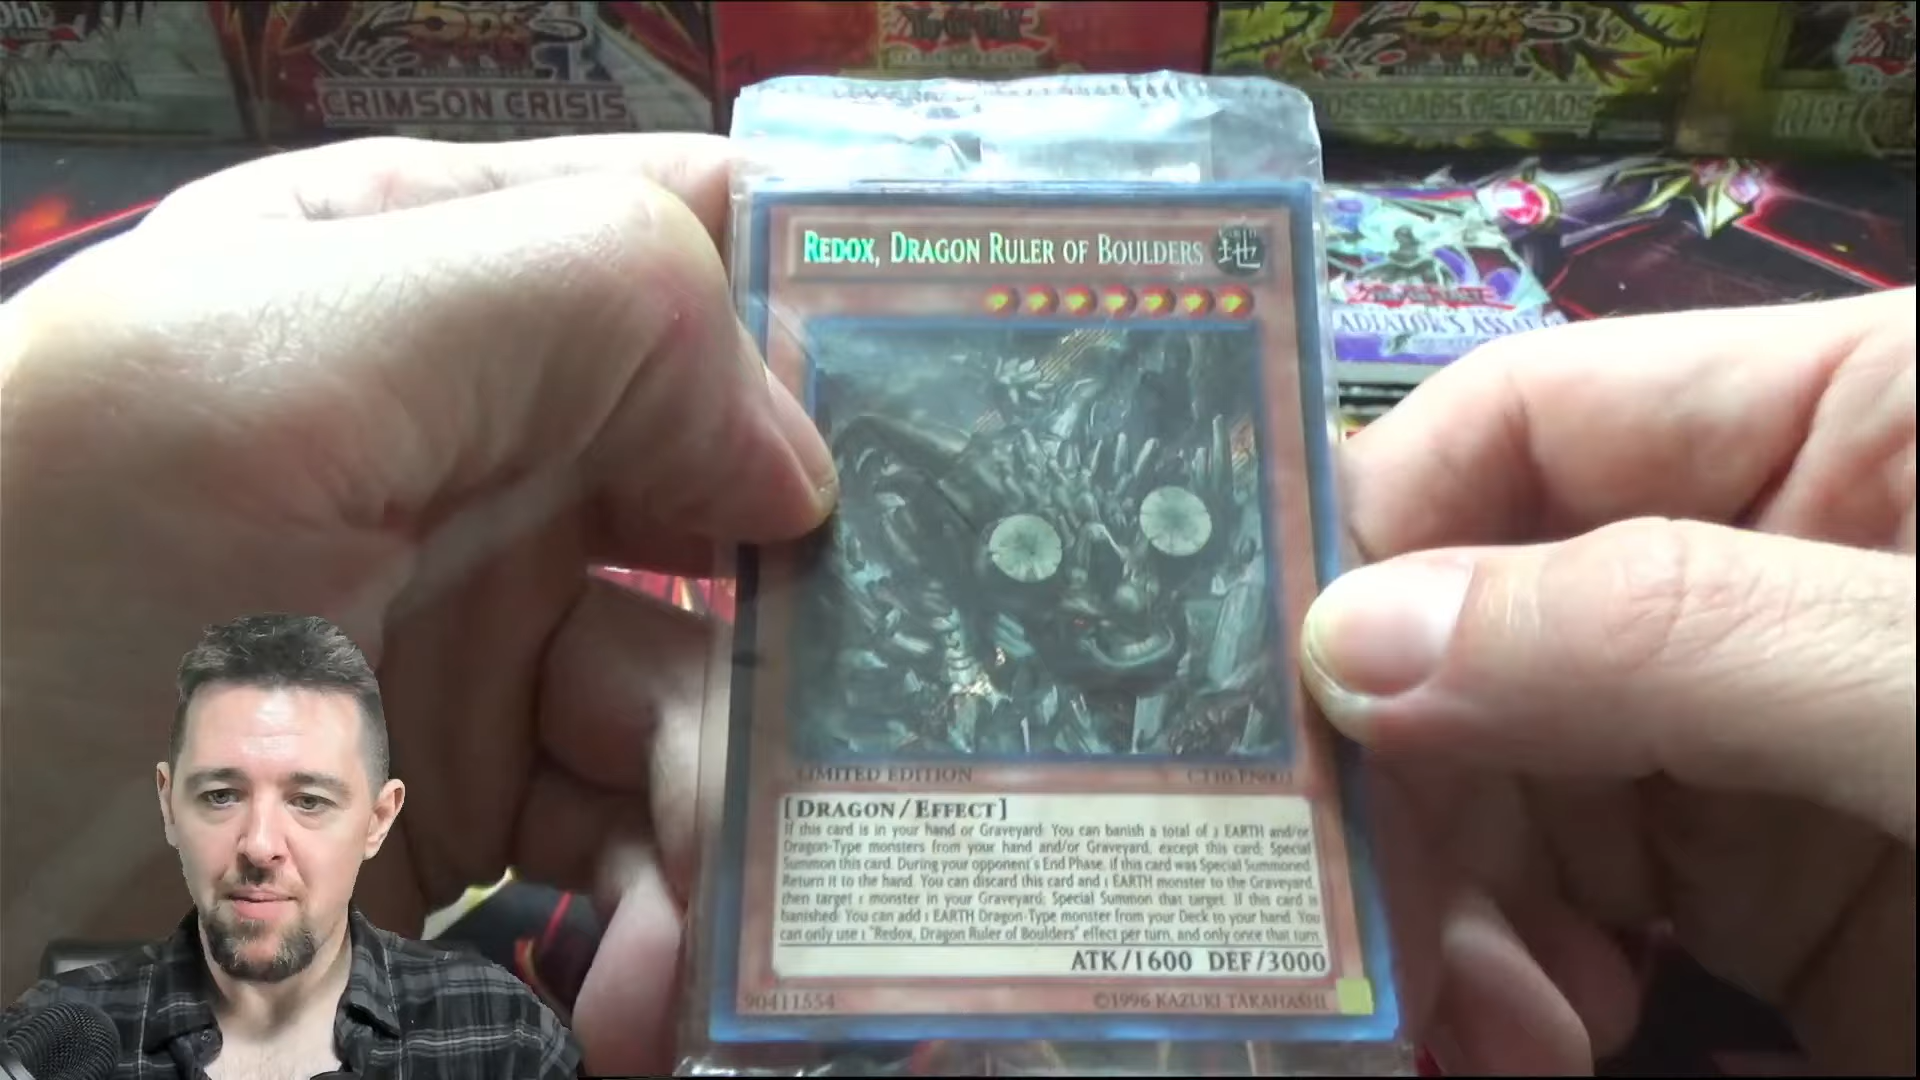 CRIMSON CRISIS
CROSSROADS OF CHAOS
REDOX, DRAGON RULER OF BOULDERS
地
LIMITED EDITION
CT10-EN003
[DRAGON/EFFECT]
If this card is in your hand or Graveyard: You can banish a total of 2 EARTH and/or
Dragon-Type monsters from your hand and/or Graveyard, except this card; Special
Summon this card. During your opponent's End Phase, if this card was Special Summoned:
Return it to the hand. You can discard this card and 1 EARTH monster to the Graveyard,
then target 1 monster in your Graveyard; Special Summon that target. If this card is
banished: You can add 1 EARTH Dragon-Type monster from your Deck to your hand. You
can only use 1 "Redox, Dragon Ruler of Boulders" effect per turn, and only once that turn.
ATK/1600 DEF/3000
90411554
©1996 KAZUKI TAKAHASHI